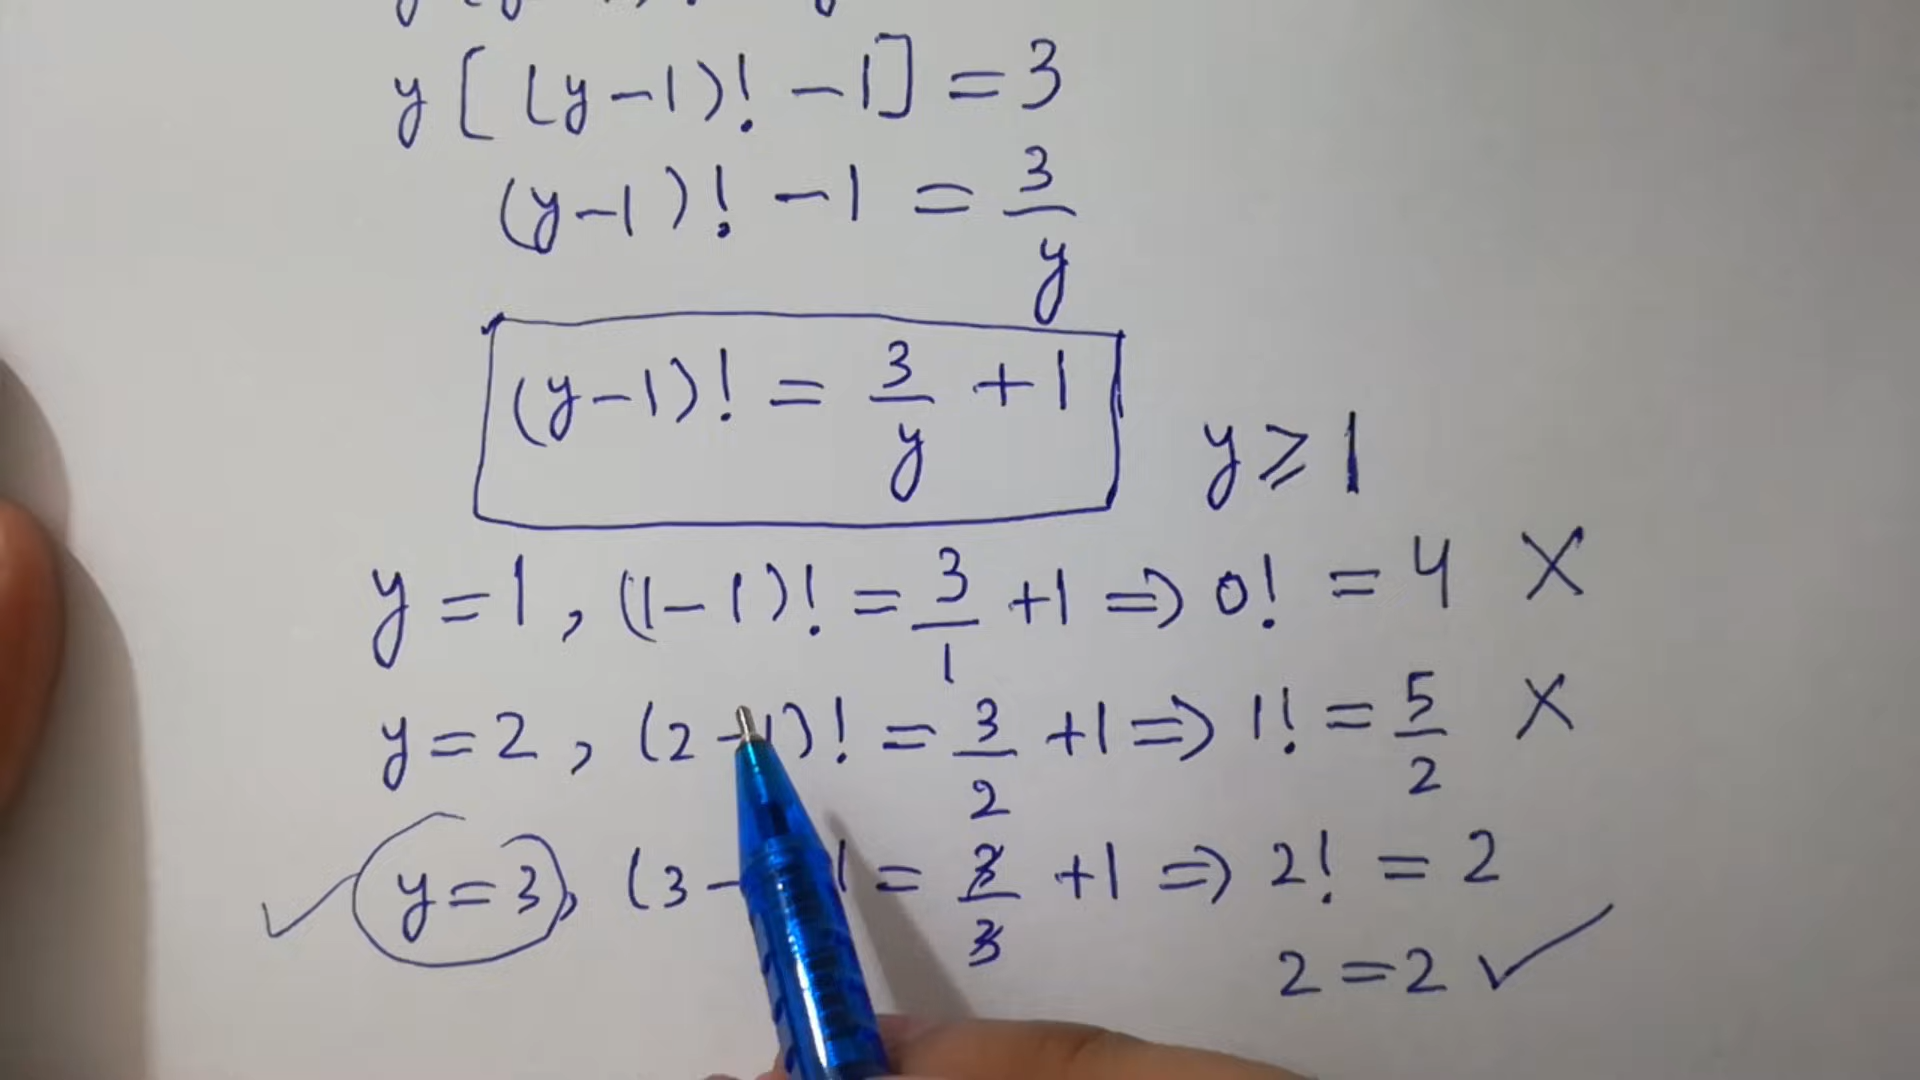 y[(y-1)! -1] = 3
(y-1)! -1 = 3/y
(y-1)! = 3/y +1
y ≥ 1
y = 1, (1-1)! = 3/1 +1 ⇒ 0! = 4 X
y = 2, (2-1)! = 3/2 +1 ⇒ 1! = 5/2 X
✓ y = 3, (3- ! = 3/3 +1 ⇒ 2! = 2
2 = 2 ✓